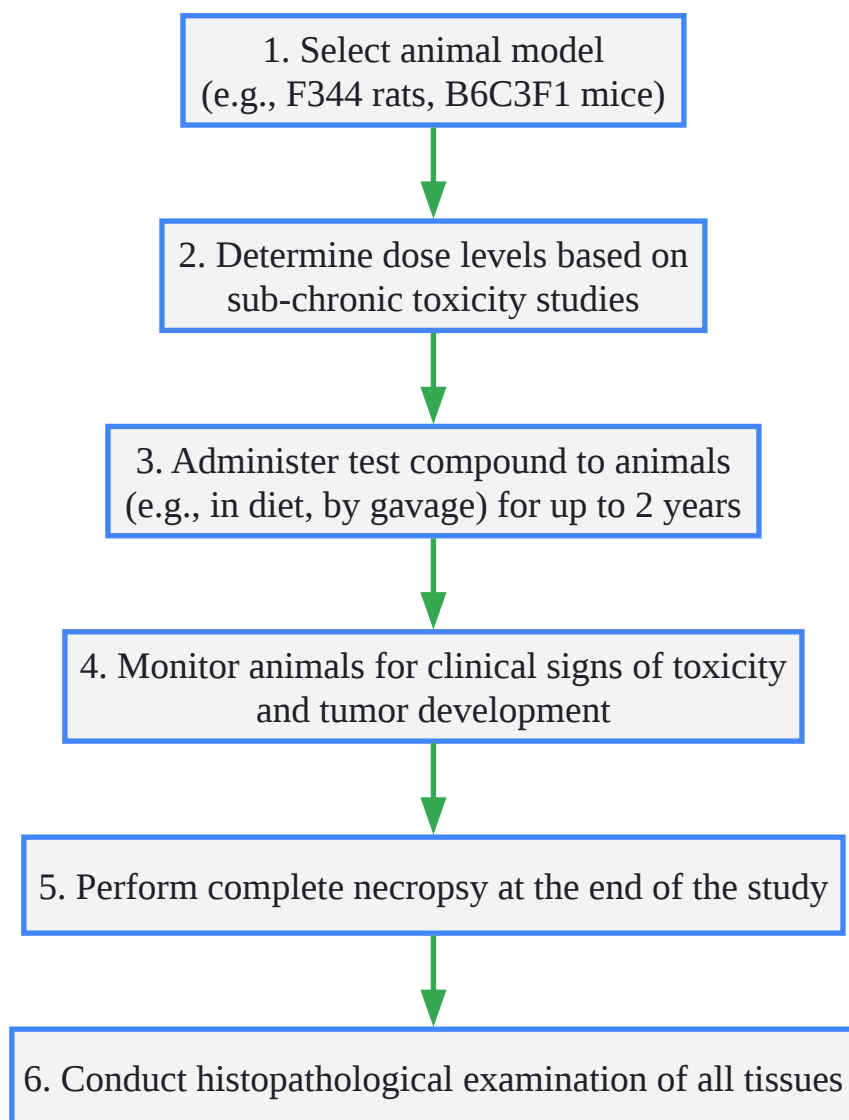 1. Select animal model
(e.g., F344 rats, B6C3F1 mice)
2. Determine dose levels based on
sub-chronic toxicity studies
3. Administer test compound to animals
(e.g., in diet, by gavage) for up to 2 years
4. Monitor animals for clinical signs of toxicity
and tumor development
5. Perform complete necropsy at the end of the study
6. Conduct histopathological examination of all tissues